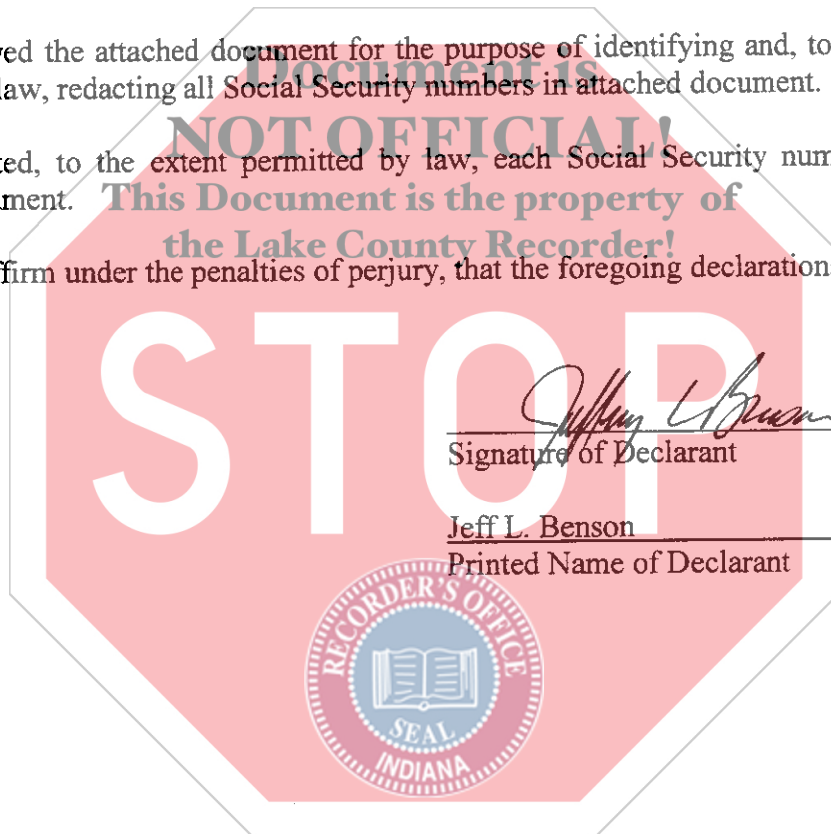 ved the attached document for the purpose of identifying and, to
Document is
law, redacting all Social Security numbers in attached document.
NOT OFFICIAL!
ted, to the extent permitted by law, each Social Security num
ment.
This Document is the property of
the Lake County Recorder!
ffirm under the penalties of perjury, that the foregoing declaration
STOP
Jeffrey L Benson
Signature of Declarant
Jeff L. Benson
Printed Name of Declarant
RECORDER'S OFFICE
SEAL
INDIANA